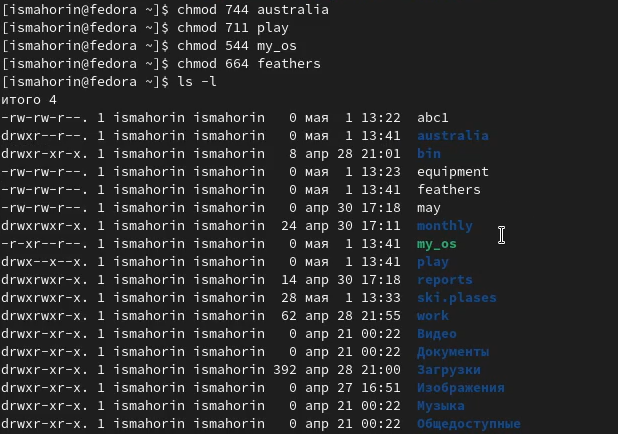 [ismahorin@fedora ~]$ chmod 744 australia
[ismahorin@fedora ~]$ chmod 711 play
[ismahorin@fedora ~]$ chmod 544 my_os
[ismahorin@fedora ~]$ chmod 664 feathers
[ismahorin@fedora ~]$ ls -l
итого 4
-rw-rw-r--. 1 ismahorin ismahorin   0 мая  1 13:22  abc1
drwxr--r--. 1 ismahorin ismahorin   0 мая  1 13:41  australia
drwxr-xr-x. 1 ismahorin ismahorin   8 апр 28 21:01  bin
-rw-rw-r--. 1 ismahorin ismahorin   0 мая  1 13:23  equipment
-rw-rw-r--. 1 ismahorin ismahorin   0 мая  1 13:41  feathers
-rw-rw-r--. 1 ismahorin ismahorin   0 апр 30 17:18  may
drwxrwxr-x. 1 ismahorin ismahorin  24 апр 30 17:11  monthly
-r-xr--r--. 1 ismahorin ismahorin   0 мая  1 13:41  my_os
drwx--x--x. 1 ismahorin ismahorin   0 мая  1 13:41  play
drwxrwxr-x. 1 ismahorin ismahorin  14 апр 30 17:18  reports
drwxrwxr-x. 1 ismahorin ismahorin  28 мая  1 13:33  ski.plases
drwxrwxr-x. 1 ismahorin ismahorin  62 апр 28 21:55  work
drwxr-xr-x. 1 ismahorin ismahorin   0 апр 21 00:22  Видео
drwxr-xr-x. 1 ismahorin ismahorin   0 апр 21 00:22  Документы
drwxr-xr-x. 1 ismahorin ismahorin 392 апр 28 21:00  Загрузки
drwxr-xr-x. 1 ismahorin ismahorin   0 апр 27 16:51  Изображения
drwxr-xr-x. 1 ismahorin ismahorin   0 апр 21 00:22  Музыка
drwxr-xr-x. 1 ismahorin ismahorin   0 апр 21 00:22  Общедоступные